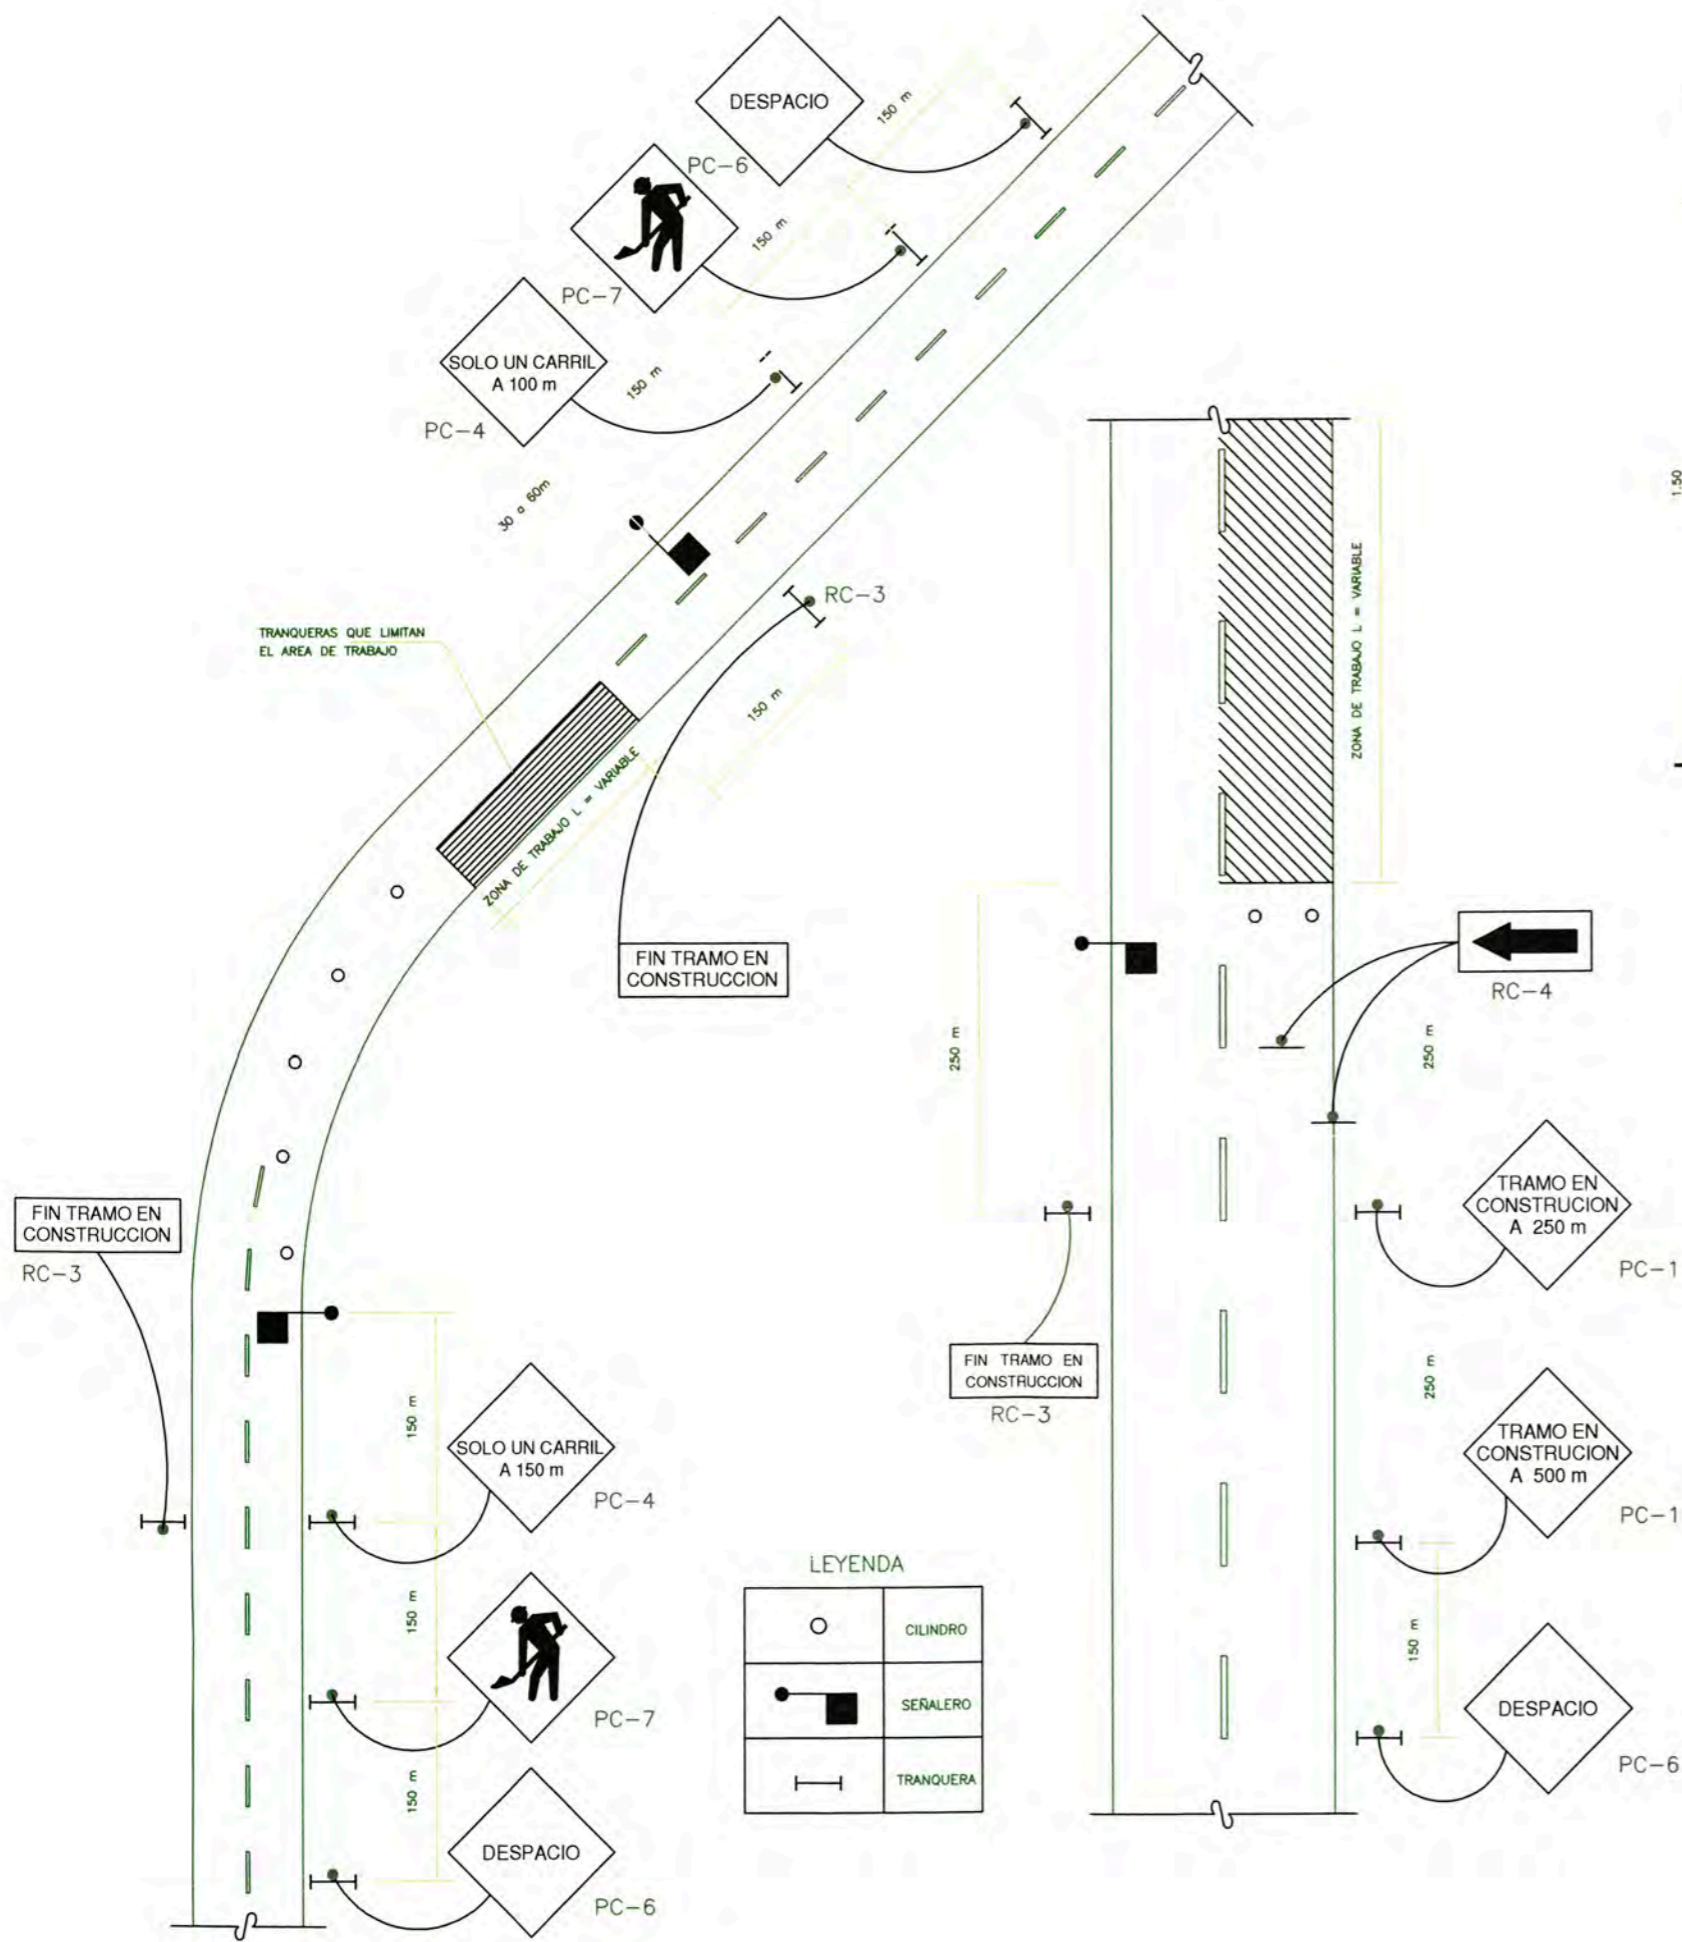 DESPACIO
PC-6
150 m
150 m
PC-7
SOLO UN CARRIL
A 100 m
PC-4
150 m
30 a 60m
TRANQUERAS QUE LIMITAN
EL AREA DE TRABAJO
RC-3
150 m
ZONA DE TRABAJO L = VARIABLE
FIN TRAMO EN
CONSTRUCCION
FIN TRAMO EN
CONSTRUCCION
RC-3
150 m
SOLO UN CARRIL
A 150 m
PC-4
150 m
PC-7
150 m
DESPACIO
PC-6
LEYENDA
CILINDRO
SEÑALERO
TRANQUERA
ZONA DE TRABAJO L = VARIABLE
1.50
RC-4
250 m
250 m
TRAMO EN
CONSTRUCION
A 250 m
PC-1
FIN TRAMO EN
CONSTRUCCION
RC-3
250 m
TRAMO EN
CONSTRUCION
A 500 m
PC-1
150 m
DESPACIO
PC-6